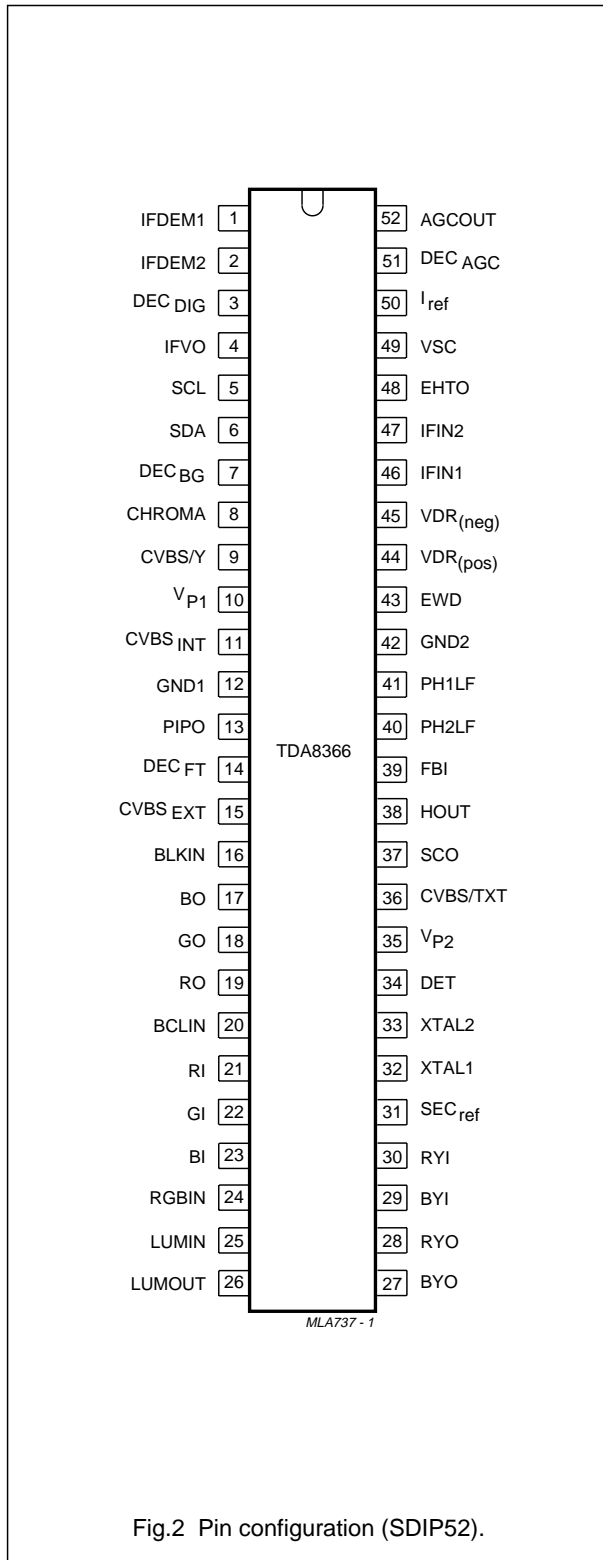 IFDEM1 1 52 AGCOUT
IFDEM2 2 51 DEC AGC
DEC DIG 3 50 I ref
IFVO 4 49 VSC
SCL 5 48 EHTO
SDA 6 47 IFIN2
DEC BG 7 46 IFIN1
CHROMA 8 45 VDR(neg)
CVBS/Y 9 44 VDR(pos)
VP1 10 43 EWD
CVBS INT 11 42 GND2
GND1 12 41 PH1LF
PIPO 13 40 PH2LF
TDA8366
DEC FT 14 39 FBI
CVBS EXT 15 38 HOUT
BLKIN 16 37 SCO
BO 17 36 CVBS/TXT
GO 18 35 VP2
RO 19 34 DET
BCLIN 20 33 XTAL2
RI 21 32 XTAL1
GI 22 31 SECref
BI 23 30 RYI
RGBIN 24 29 BYI
LUMIN 25 28 RYO
LUMOUT 26 27 BYO
MLA737 - 1
Fig.2 Pin configuration (SDIP52).